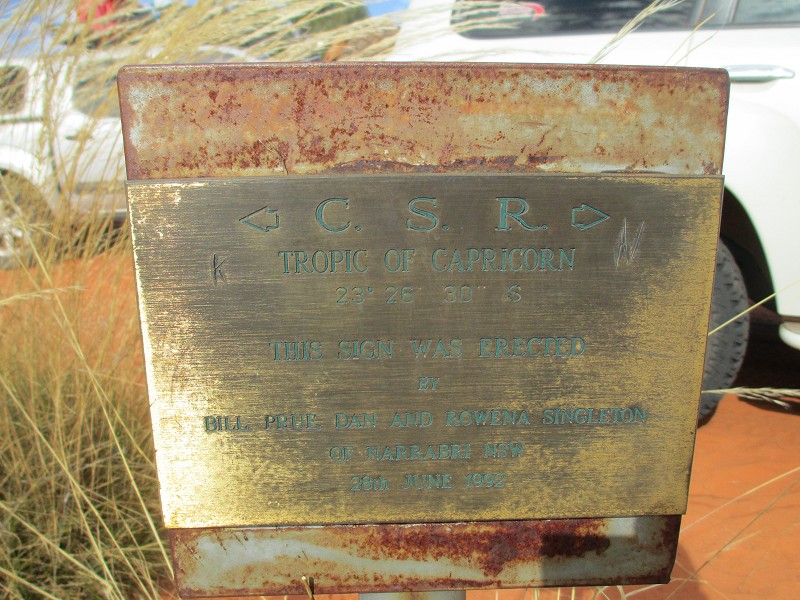 C. S. R.
K TROPIC OF CAPRICORN N
23° 26' 30" S
THIS SIGN WAS ERECTED
BY
BILL, PRUE, DAN AND ROWENA SINGLETON
OF NARRABRI NSW
28th JUNE 1992